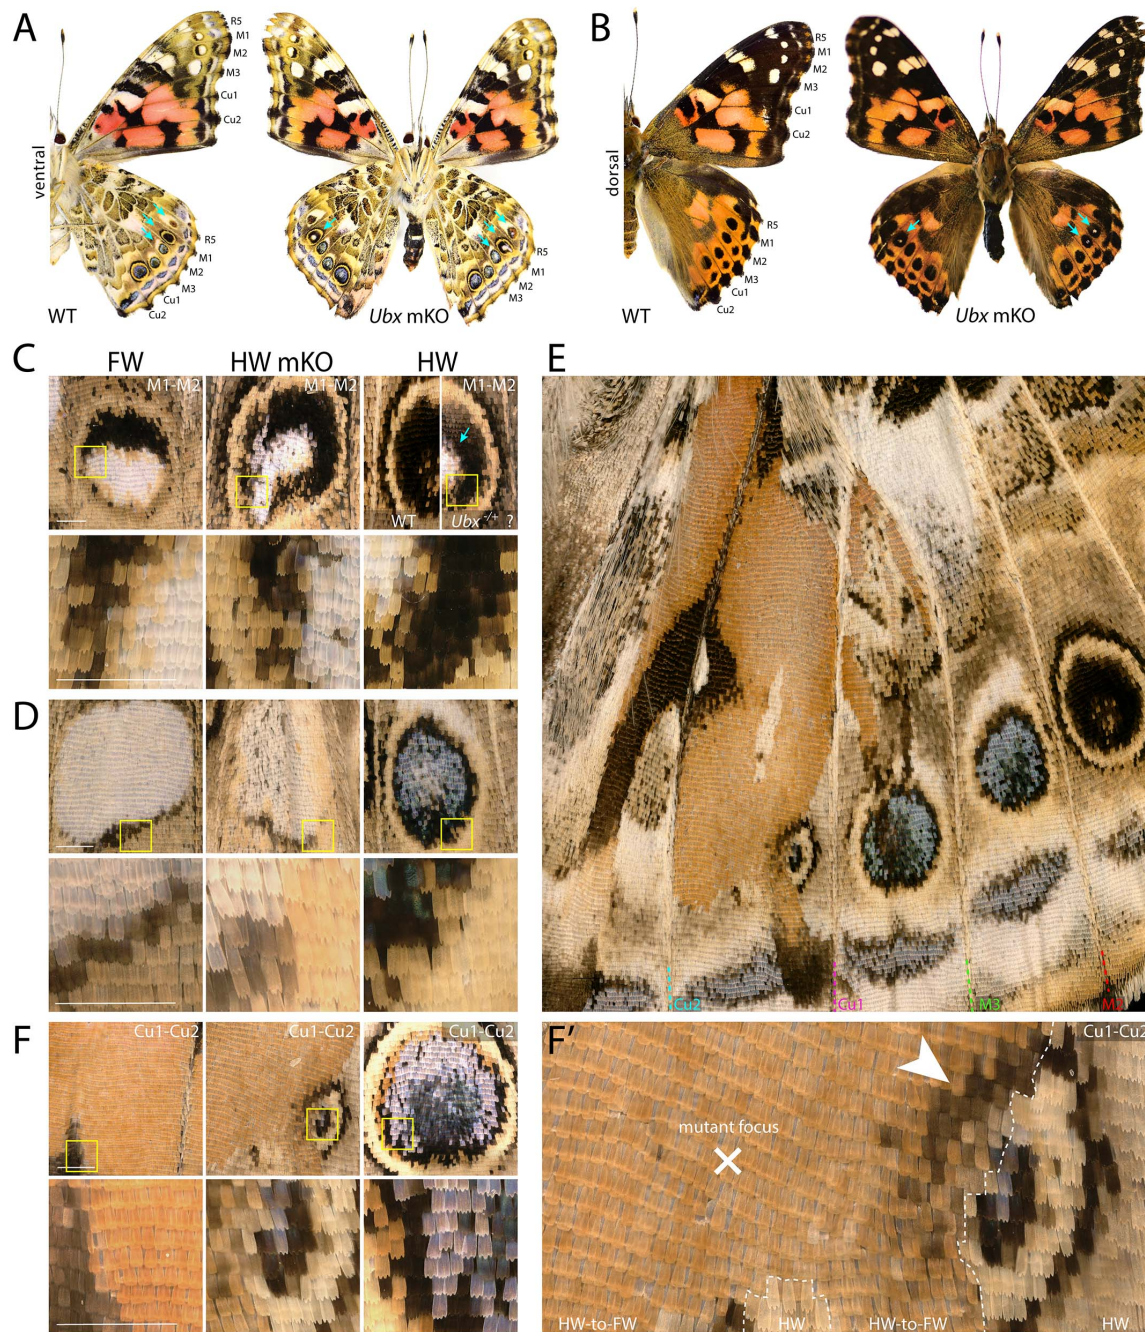 A
ventral
WT
R5
M1
M2
M3
Cu1
Cu2
R5
M1
M2
M3
Cu1
Cu2
Ubx mKO
R5
M1
M2
M3
B
dorsal
WT
R5
M1
M2
M3
Cu1
Cu2
R5
M1
M2
M3
Cu1
Cu2
Ubx mKO
C
FW
HW mKO
HW
M1-M2
M1-M2
M1-M2
WT
Ubx -/+ ?
D
E
Cu2
Cu1
M3
F
Cu1-Cu2
Cu1-Cu2
Cu1-Cu2
F'
Cu1-Cu2
mutant focus
HW-to-FW
HW
HW-to-FW
HW